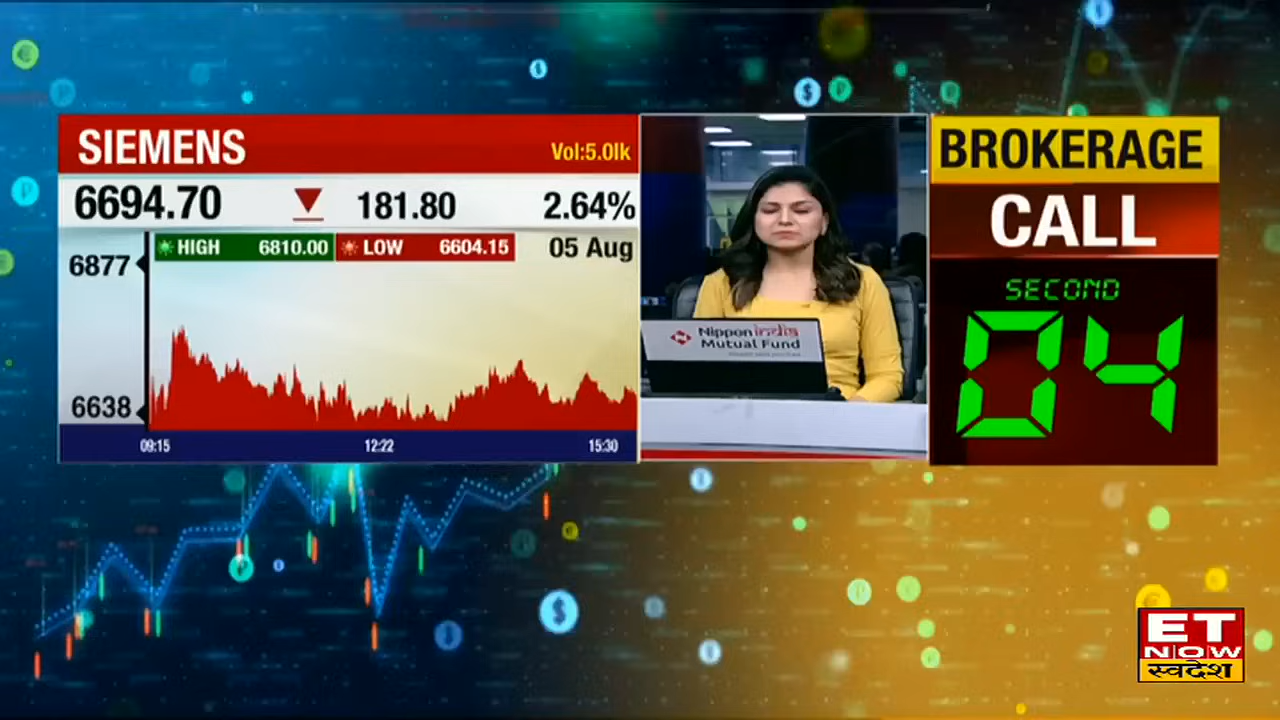 SIEMENS
Vol:5.0lk
6694.70 181.80 2.64%
HIGH 6810.00 LOW 6604.15 05 Aug
6877
6638
09:15 12:22 15:30
Nippon india
Mutual Fund
BROKERAGE
CALL
SECOND
04
ET
NOW
स्वदेश